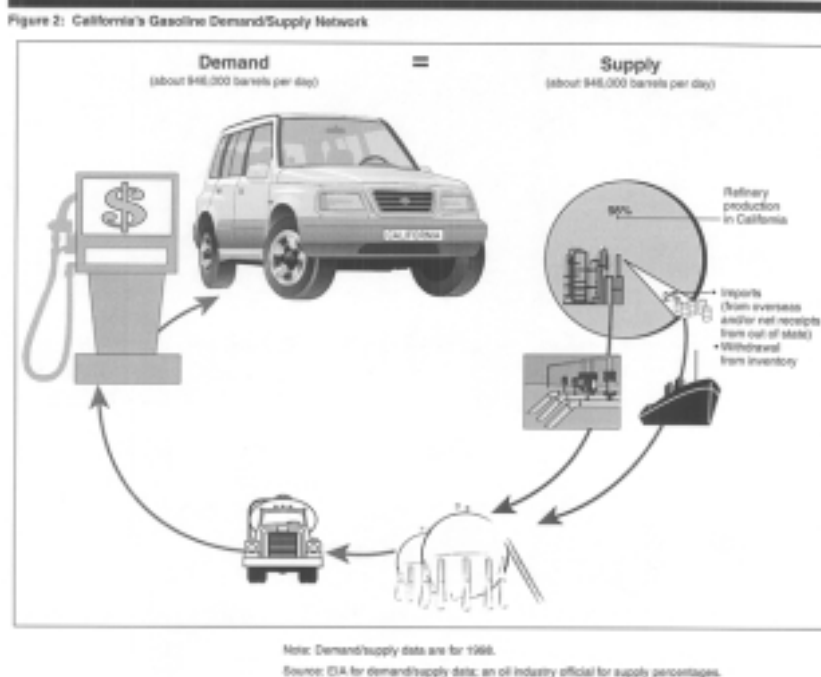 Figure 2: California's Gasoline Demand/Supply Network
Demand
(about 946,000 barrels per day)
=
Supply
(about 946,000 barrels per day)
$
CALIFORNIA
Refinery
production
in California
• Imports
(from overseas
and/or net receipts
from out of state)
• Withdrawal
from inventory
Note: Demand/supply data are for 1998.
Source: EIA for demand/supply data; an oil industry official for supply percentages.